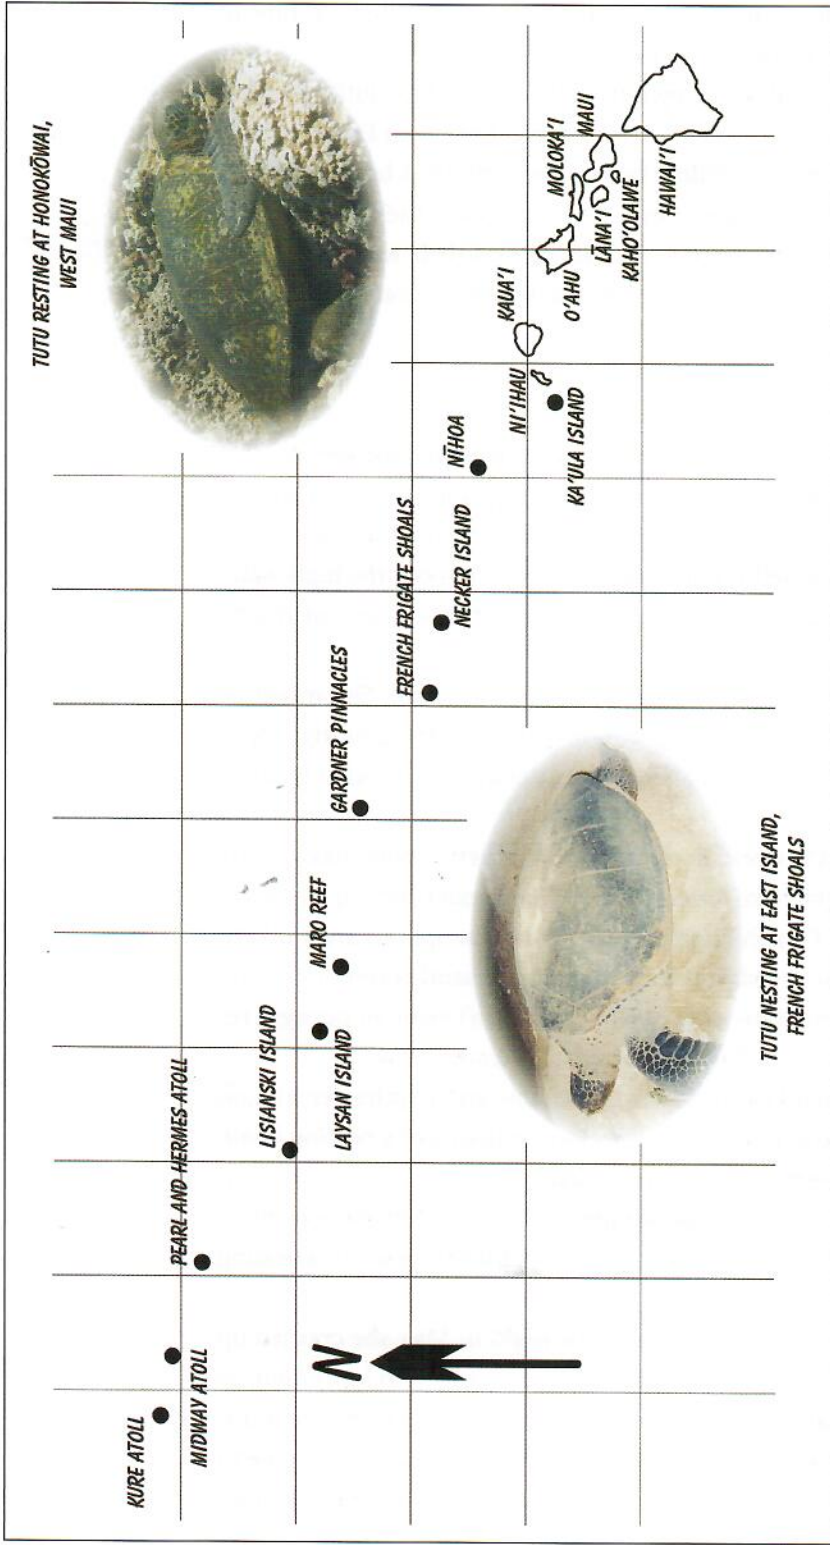 TUTU RESTING AT HONOKŌWAI,
WEST MAUI
KURE ATOLL
MIDWAY ATOLL
PEARL AND HERMES ATOLL
LISIANSKI ISLAND
LAYSAN ISLAND
MARO REEF
GARDNER PINNACLES
FRENCH FRIGATE SHOALS
NECKER ISLAND
NĪHOA
NI'IHAU
KA'ULA ISLAND
KAUA'I
O'AHU
MOLOKA'I
LĀNA'I
MAUI
KAHO'OLAWE
HAWAI'I
N
TUTU NESTING AT EAST ISLAND,
FRENCH FRIGATE SHOALS